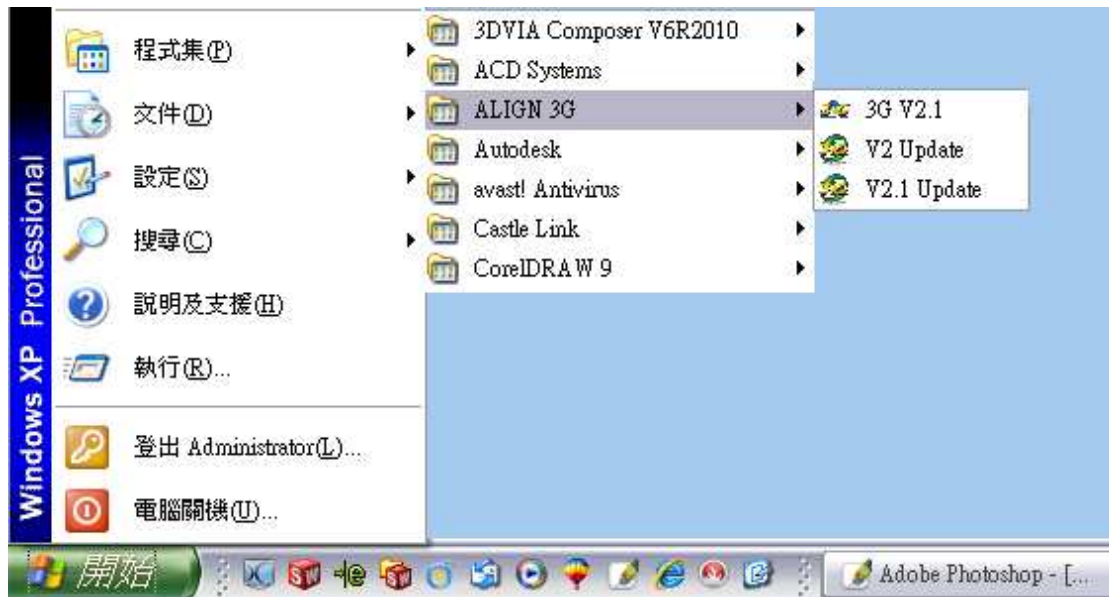 Windows XP Professional
程式集(P)
文件(D)
設定(S)
搜尋(C)
說明及支援(H)
執行(R)...
登出 Administrator(L)...
電腦關機(U)...
3DVIA Composer V6R2010
ACD Systems
ALIGN 3G
Autodesk
avast! Antivirus
Castle Link
CorelDRAW 9
3G V2.1
V2 Update
V2.1 Update
開始
Adobe Photoshop - [...